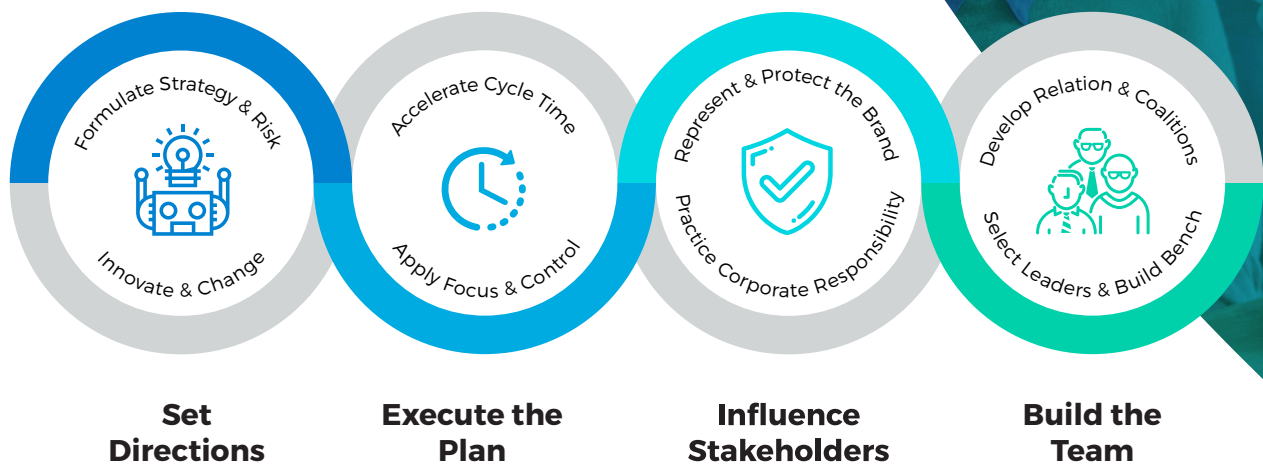 Formulate Strategy & Risk
Innovate & Change
Accelerate Cycle Time
Apply Focus & Control
Represent & Protect the Brand
Practice Corporate Responsibility
Develop Relation & Coalitions
Select Leaders & Build Bench
Set
Directions
Execute the
Plan
Influence
Stakeholders
Build the
Team